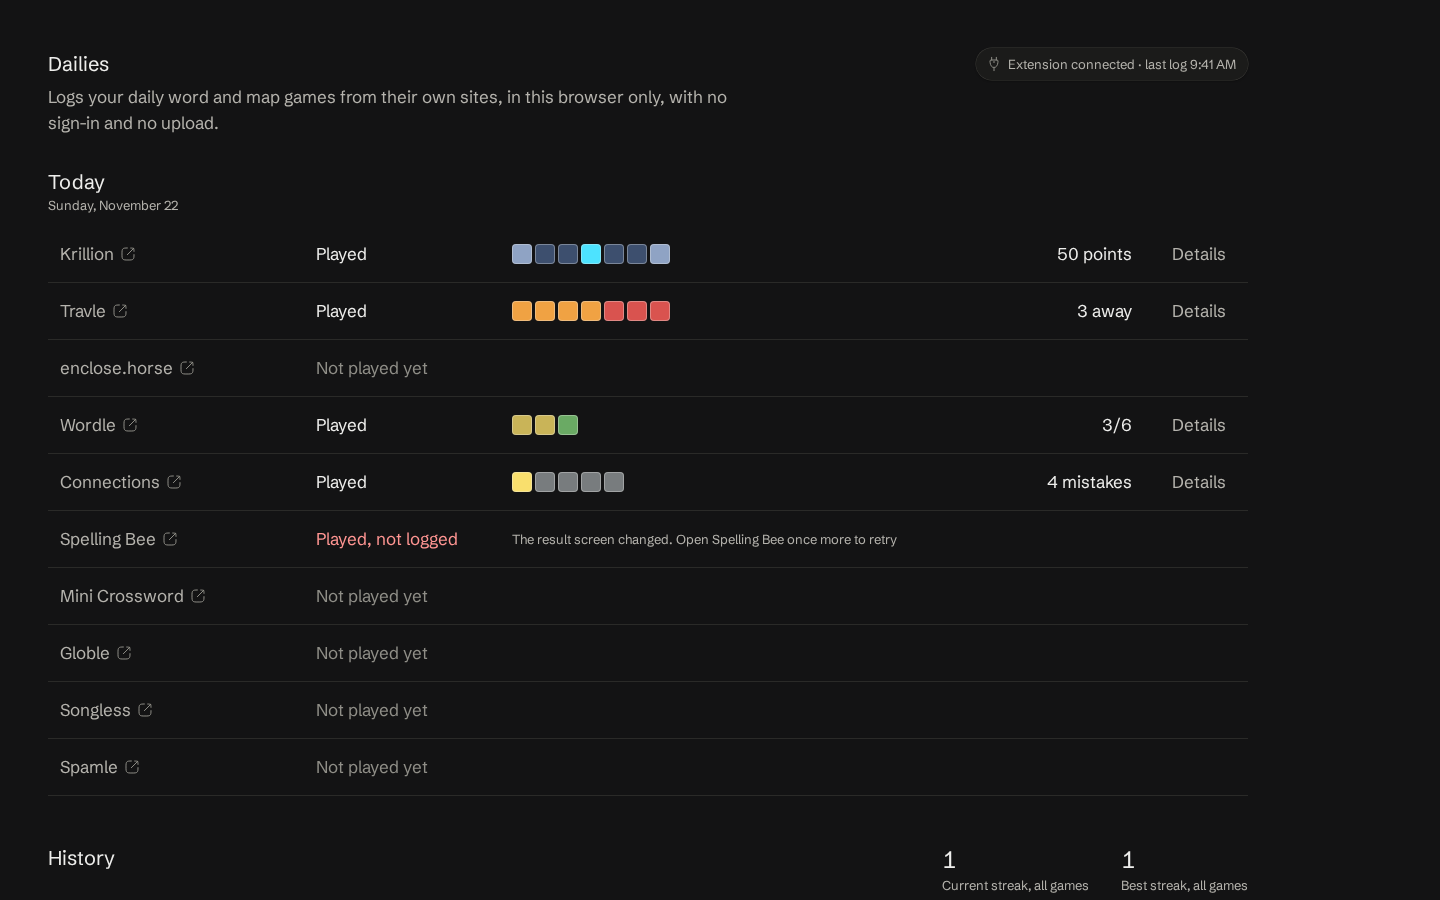 Dailies
Extension connected · last log 9:41 AM
Logs your daily word and map games from their own sites, in this browser only, with no
sign-in and no upload.
Today
Sunday, November 22
Krillion Played 50 points Details
Travle Played 3 away Details
enclose.horse Not played yet
Wordle Played 3/6 Details
Connections Played 4 mistakes Details
Spelling Bee Played, not logged The result screen changed. Open Spelling Bee once more to retry
Mini Crossword Not played yet
Globle Not played yet
Songless Not played yet
Spamle Not played yet
History
1 1
Current streak, all games Best streak, all games